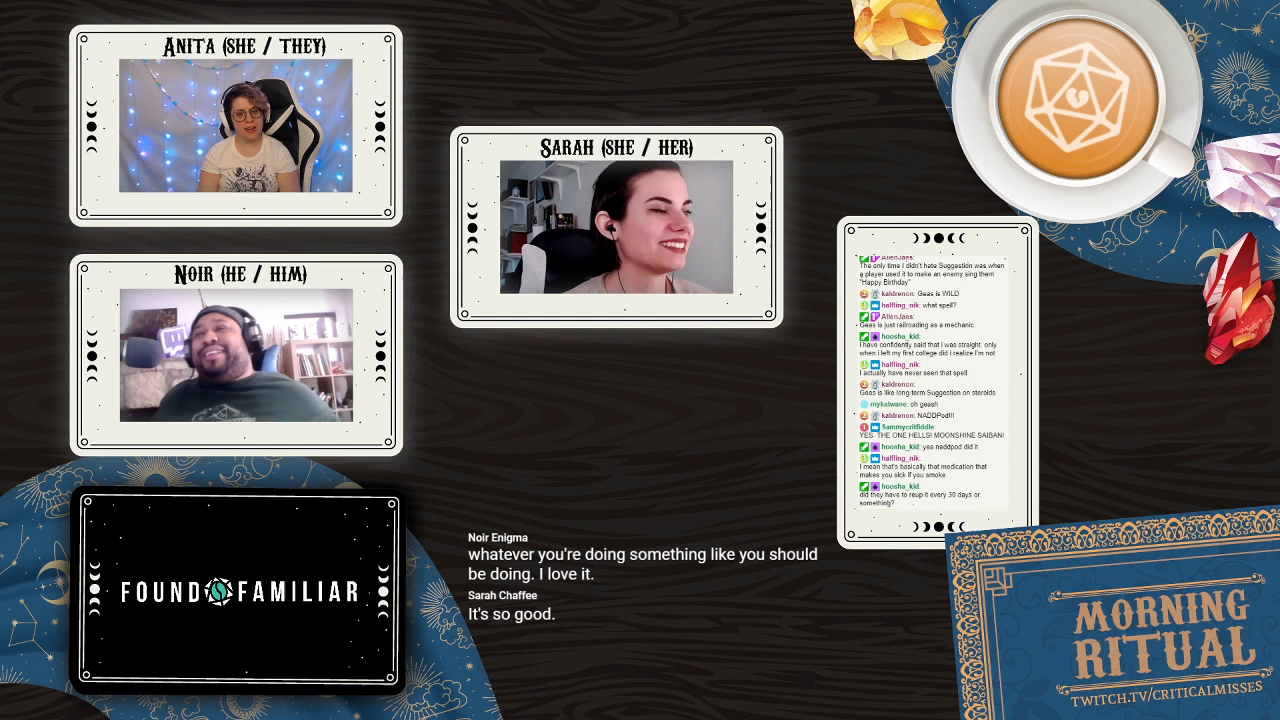 ANITA (SHE / THEY)
SARAH (SHE / HER)
NOIR (HE / HIM)
AlienJaes:
The only time I didn't hate Suggestion was when
a player used it to make an enemy sing them
"Happy Birthday"
kaldrenon: Geas is WILD
halfling_nik: what spell?
AlienJaes:
Geas is just railroading as a mechanic.
hoosha_kid:
i have confidently said that i was straight. only
when i left my first college did i realize I'm not
halfling_nik:
I actually have never seen that spell
kaldrenon:
Geas is like long-term Suggestion on steroids
mykalwane: oh geash
kaldrenon: NADDPod!!!
Sammycritfiddle
YES. THE ONE HELLS! MOONSHINE SAIBAN!
hoosha_kid: yea naddpod did it
halfling_nik:
I mean that's basically that medication that
makes you sick if you smoke
hoosha_kid:
did they have to reup it every 30 days or
something?
FOUND FAMILIAR
Noir Enigma
whatever you're doing something like you should
be doing. I love it.
Sarah Chaffee
It's so good.
MORNING
RITUAL
TWITCH.TV/CRITICALMISSES